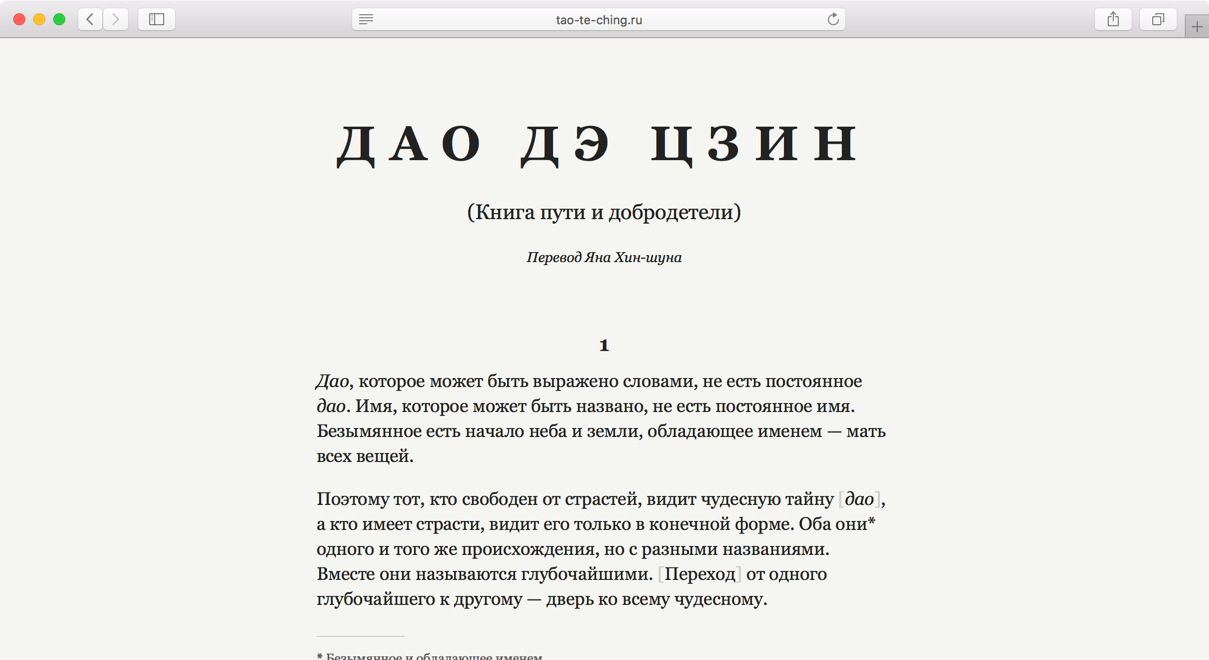 tao-te-ching.ru
ДАО ДЭ ЦЗИН
(Книга пути и добродетели)
Перевод Яна Хин-шуна
1
Дао, которое может быть выражено словами, не есть постоянное
дао. Имя, которое может быть названо, не есть постоянное имя.
Безымянное есть начало неба и земли, обладающее именем — мать
всех вещей.
Поэтому тот, кто свободен от страстей, видит чудесную тайну [дао],
а кто имеет страсти, видит его только в конечной форме. Оба они*
одного и того же происхождения, но с разными названиями.
Вместе они называются глубочайшими. [Переход] от одного
глубочайшего к другому — дверь ко всему чудесному.
* Безымянное и обладающее именем.